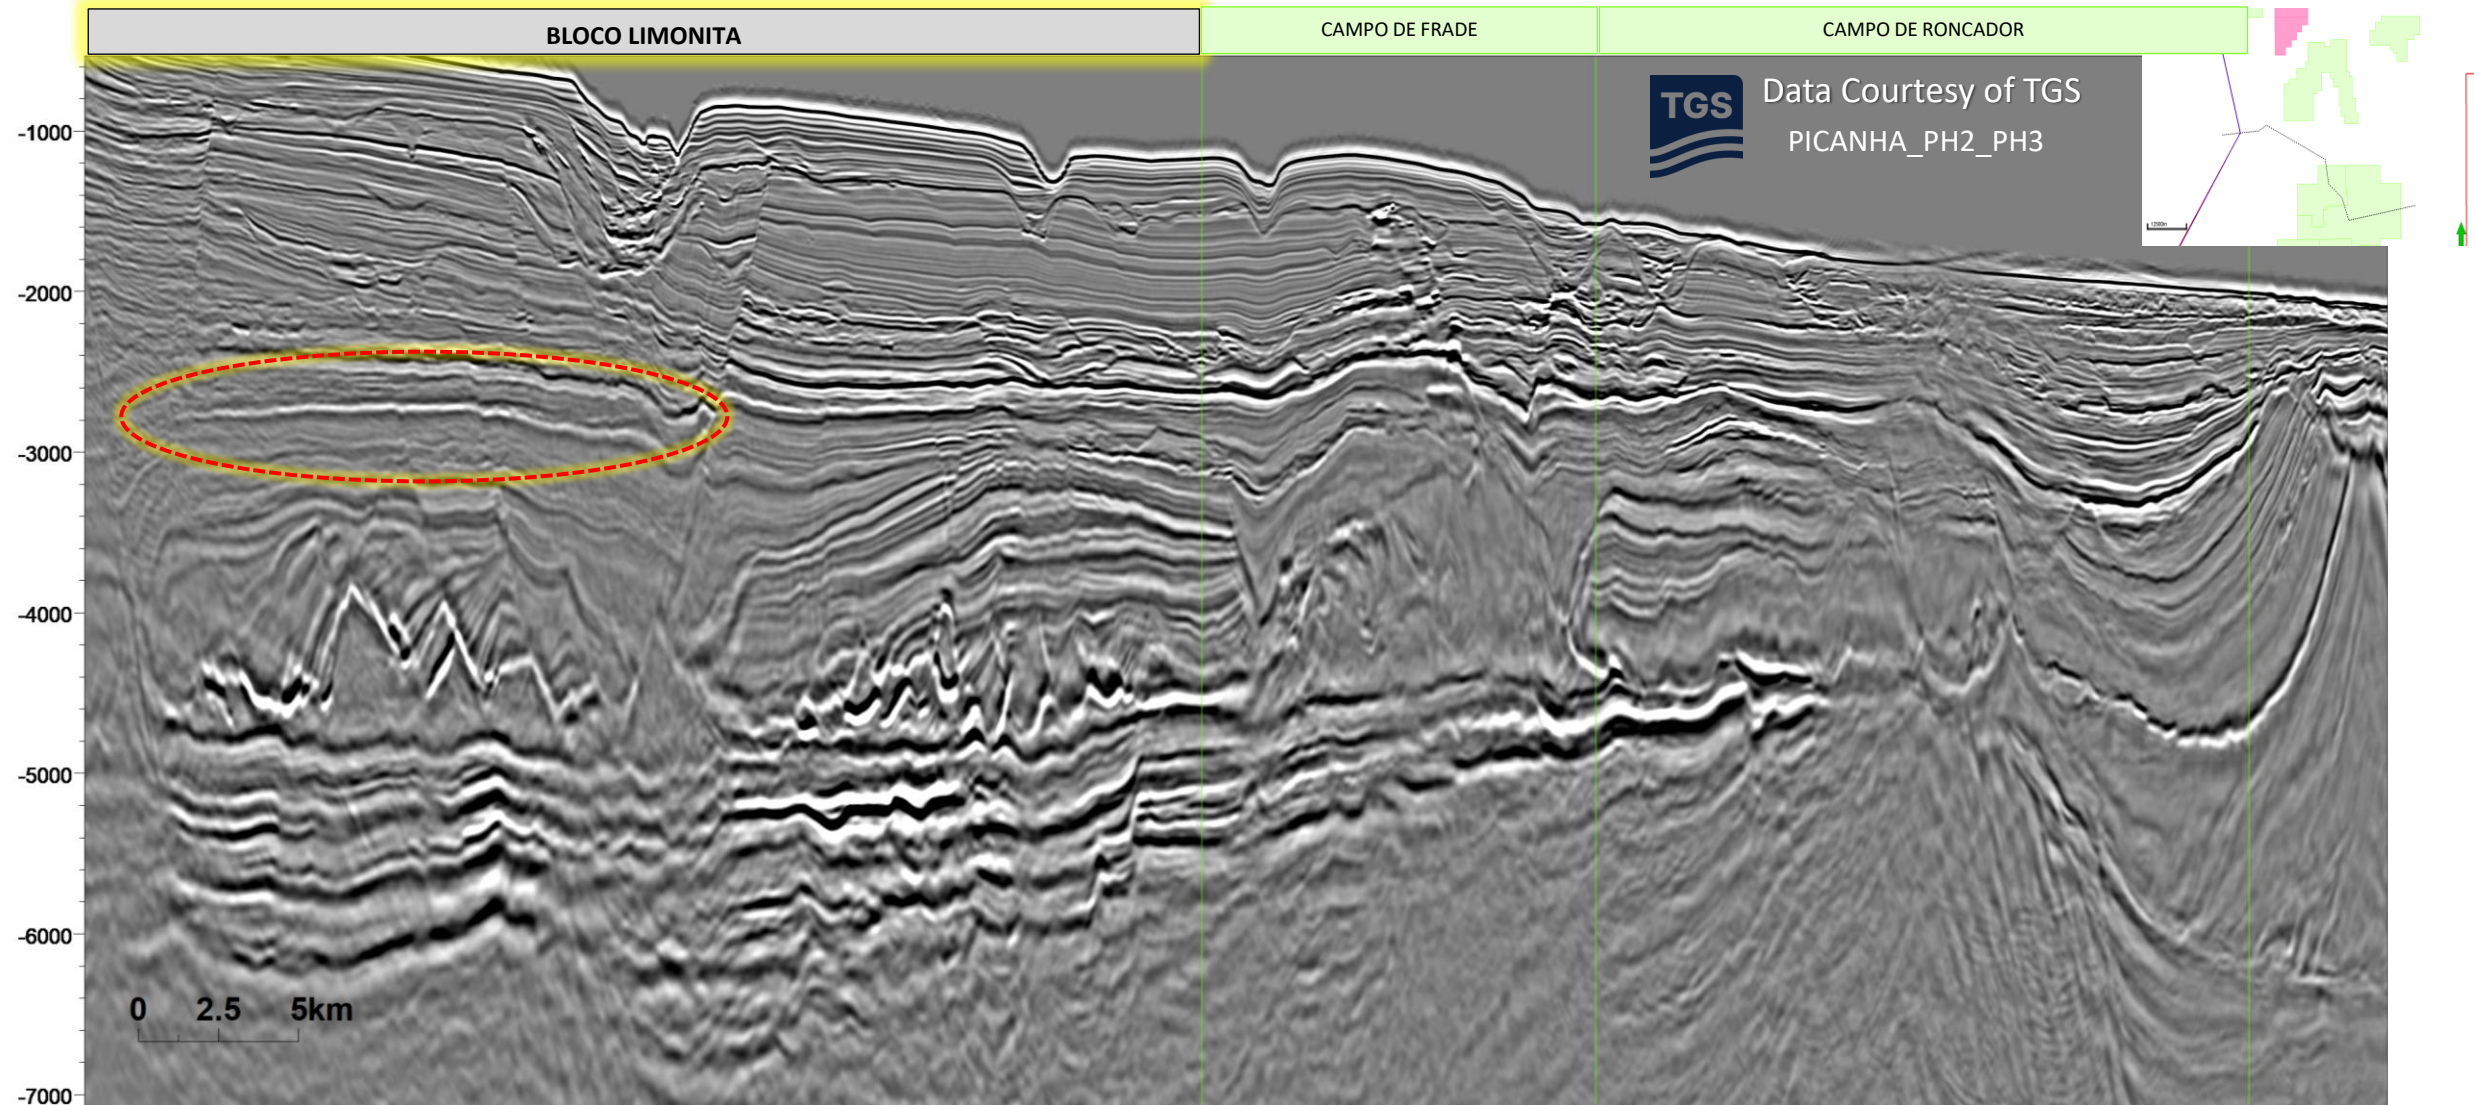 BLOCO LIMONITA
CAMPO DE FRADE
CAMPO DE RONCADOR
TGS
Data Courtesy of TGS
PICANHA_PH2_PH3
-1000
-2000
-3000
-4000
-5000
-6000
-7000
0 2.5 5km